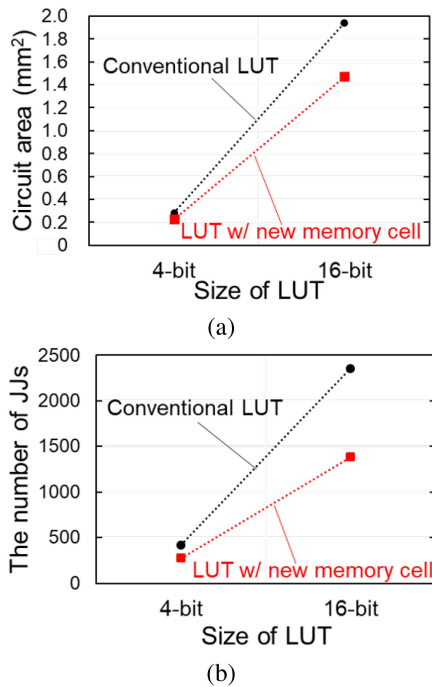 2.0
1.8
1.6
1.4
1.2
1.0
0.8
0.6
0.4
0.2
0
Circuit area (mm²)
Conventional LUT
LUT w/ new memory cell
4-bit
16-bit
Size of LUT
(a)
2500
2000
1500
1000
500
0
The number of JJs
Conventional LUT
LUT w/ new memory cell
4-bit
16-bit
Size of LUT
(b)